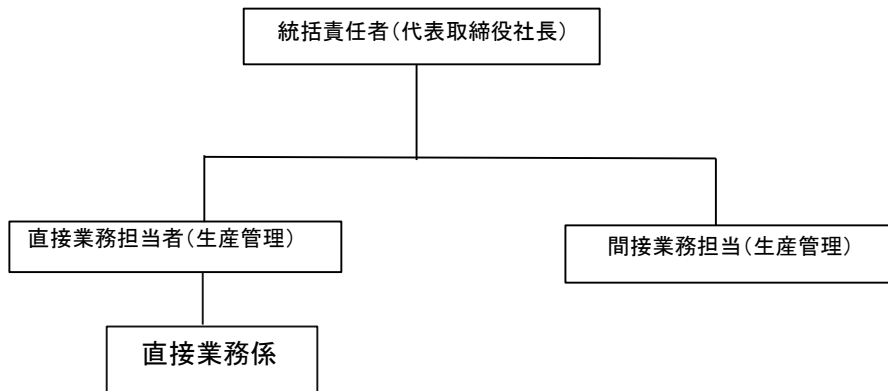 統括責任者（代表取締役社長）
直接業務担当者（生産管理）
間接業務担当（生産管理）
直接業務係